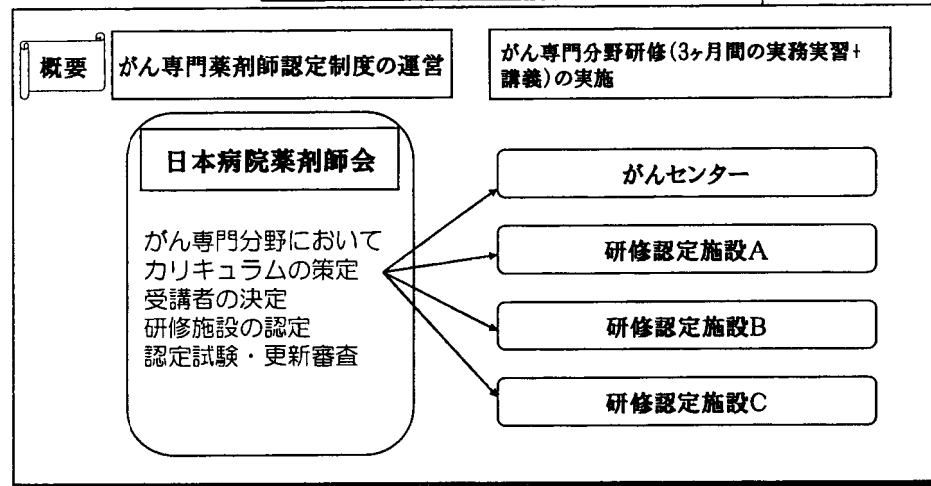 概要
がん専門薬剤師認定制度の運営
がん専門分野研修(3ヶ月間の実務実習+
講義)の実施
日本病院薬剤師会
がん専門分野において
カリキュラムの策定
受講者の決定
研修施設の認定
認定試験・更新審査
がんセンター
研修認定施設A
研修認定施設B
研修認定施設C